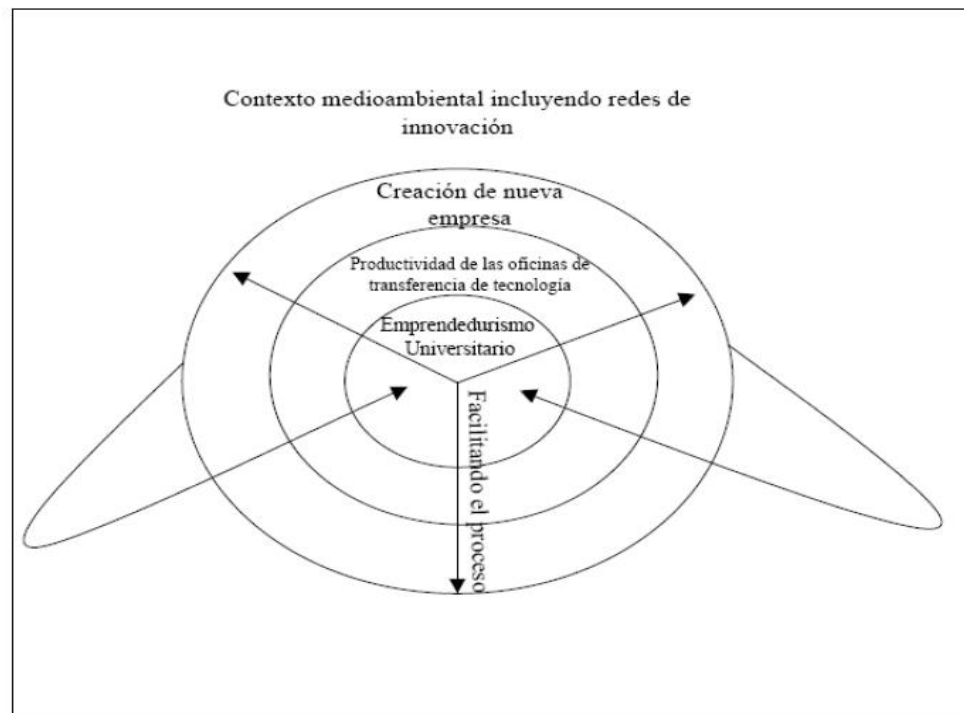 Contexto medioambiental incluyendo redes de
innovación
Creación de nueva
empresa
Productividad de las oficinas de
transferencia de tecnología
Emprendedurismo
Universitario
Facilitando el proceso